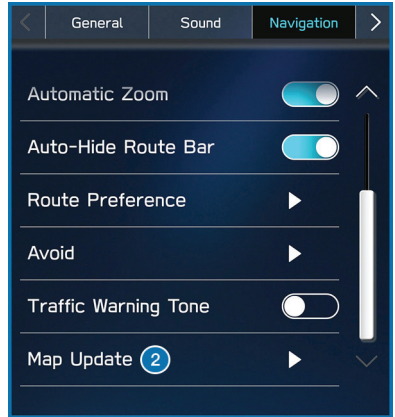 General Sound Navigation
Automatic Zoom
Auto-Hide Route Bar
Route Preference
Avoid
Traffic Warning Tone
Map Update 2